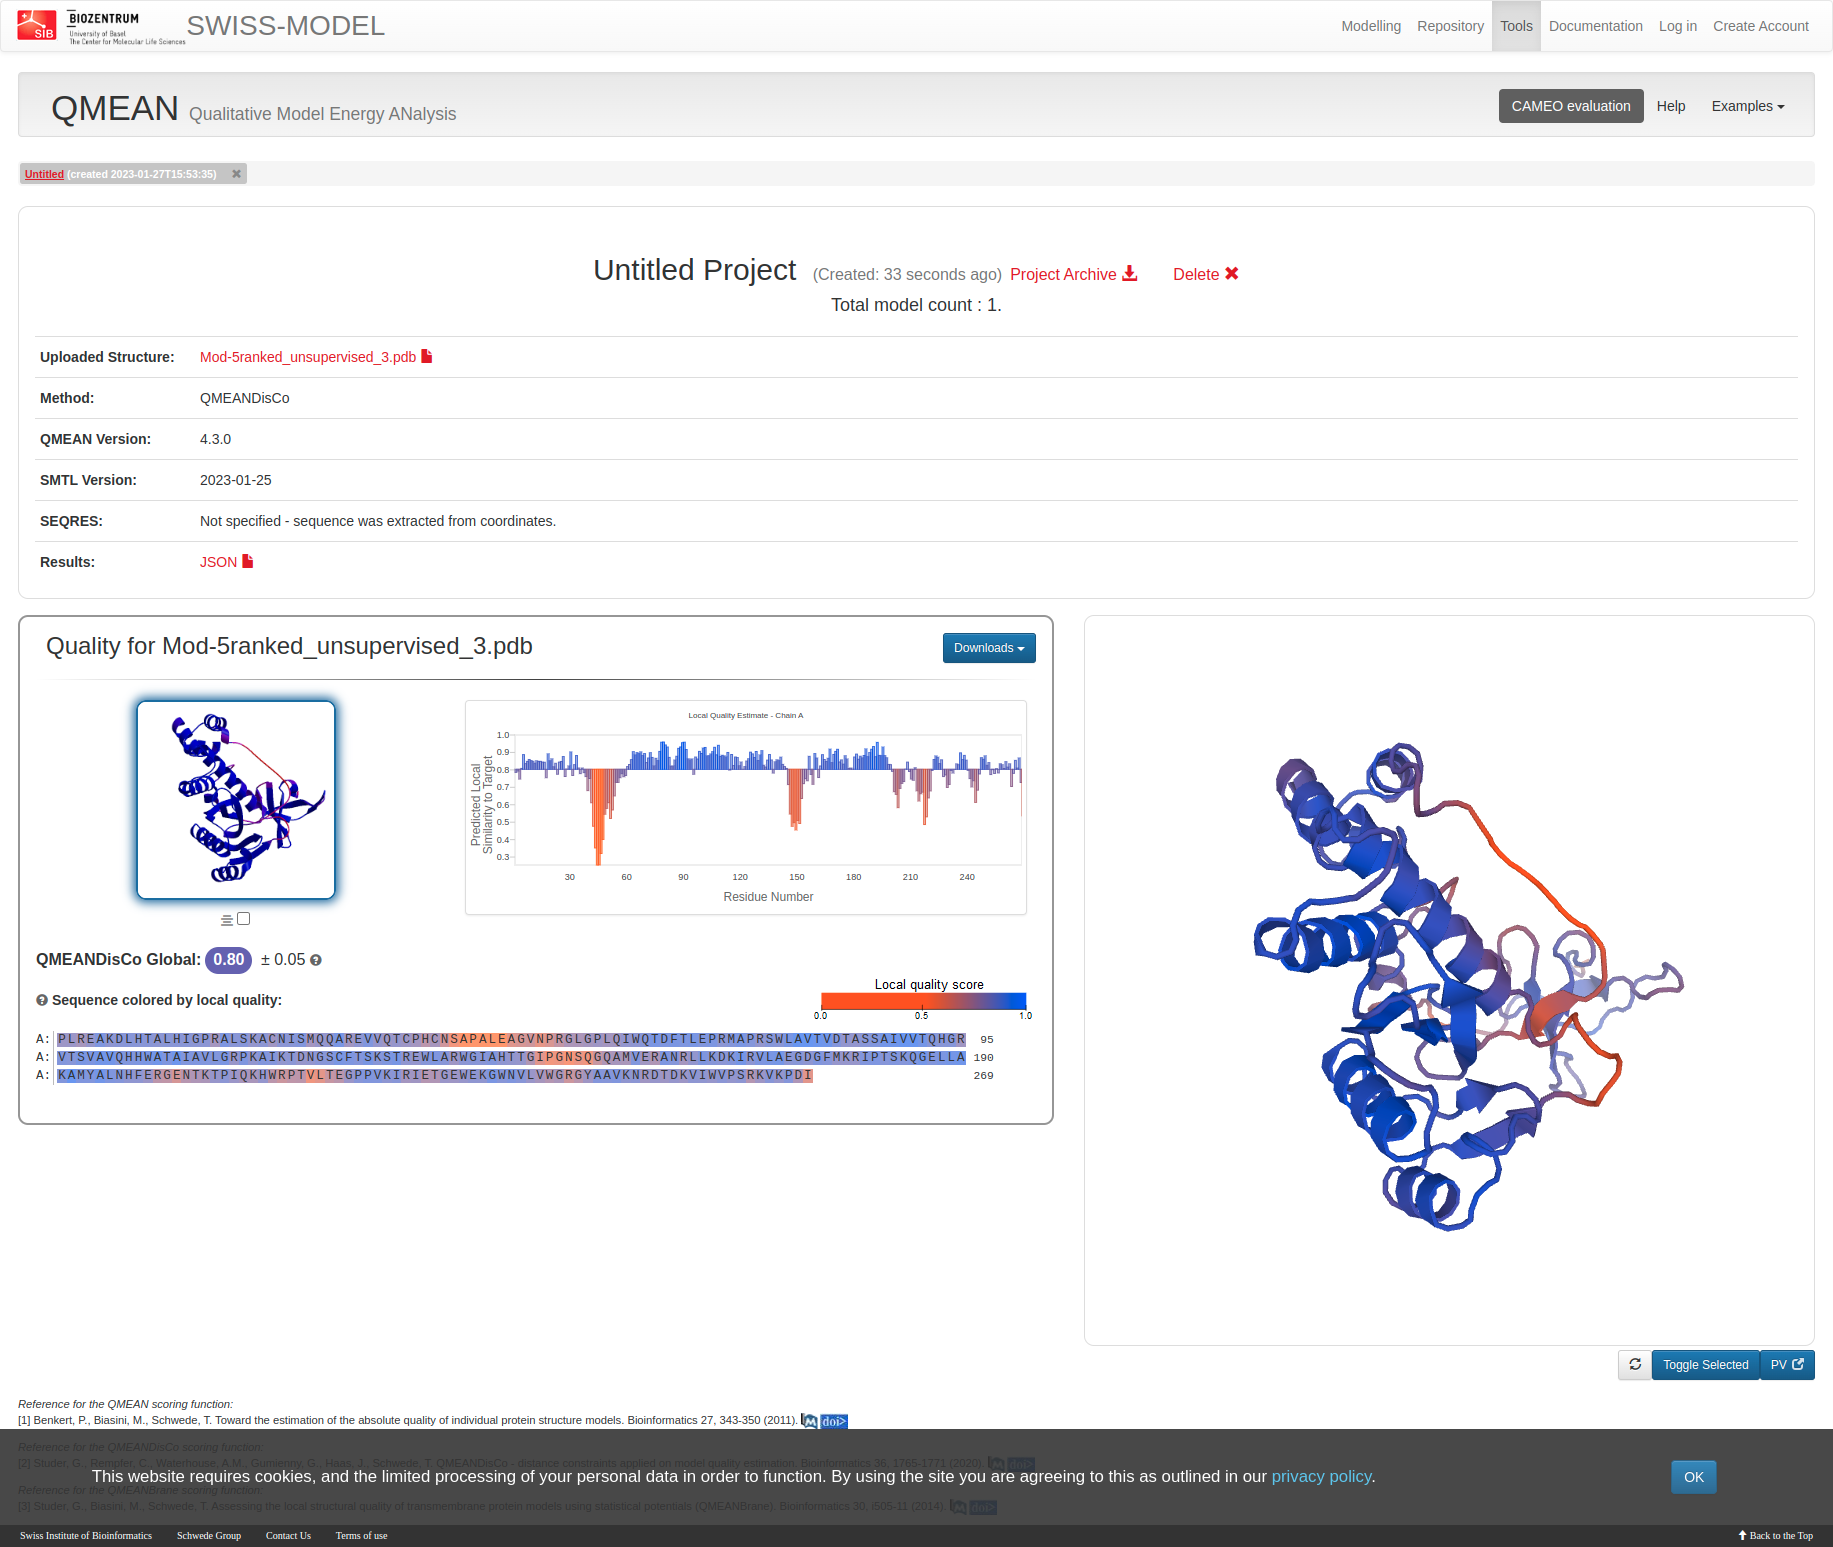 SIB
BIOZENTRUM
University of Basel
The Center for Molecular Life Sciences
SWISS-MODEL
Modelling
Repository
Tools
Documentation
Log in
Create Account
QMEAN Qualitative Model Energy ANalysis
CAMEO evaluation
Help
Examples
Untitled (created 2023-01-27T15:53:35)
Untitled Project (Created: 33 seconds ago) Project Archive Delete
Total model count : 1.
Uploaded Structure: Mod-5ranked_unsupervised_3.pdb
Method: QMEANDisCo
QMEAN Version: 4.3.0
SMTL Version: 2023-01-25
SEQRES: Not specified - sequence was extracted from coordinates.
Results: JSON
Quality for Mod-5ranked_unsupervised_3.pdb
Downloads
Local Quality Estimate - Chain A
Predicted Local
Similarity to Target
1.0
0.9
0.8
0.7
0.6
0.5
0.4
0.3
30 60 90 120 150 180 210 240
Residue Number
QMEANDisCo Global: 0.80 ± 0.05
Sequence colored by local quality:
Local quality score
0.0 0.5 1.0
A: PLREAKDLHTALHIGPRALSKACNISMQQAREVVQTCPHCNSAPALEAGVNPRGLGPLQIWQTDFTLEPRMAPRSWLAVTVDTASSAIVVTQHGR 95
A: VTSVAVQHHWATAIAVLGRPKAIKTDNGSCFTSKSTREWLARWGIAHTTGIPGNSQGQAMVERANRLLKDKIRVLAEGDGFMKRIPTSKQGELLA 190
A: KAMYALNHFERGENTKTPIQKHWRPTVLTEGPPVKIRIETGEWEKGWNVLVWGRGYAAVKNRDTDKVIWVPSRKVKPDI 269
Toggle Selected
PV
Reference for the QMEAN scoring function:
[1] Benkert, P., Biasini, M., Schwede, T. Toward the estimation of the absolute quality of individual protein structure models. Bioinformatics 27, 343-350 (2011). doi>
Reference for the QMEANDisCo scoring function:
[2] Studer, G., Rempfer, C., Waterhouse, A.M., Gumienny, G., Haas, J., Schwede, T. QMEANDisCo - distance constraints applied on model quality estimation. Bioinformatics 36, 1765-1771 (2020). doi>
This website requires cookies, and the limited processing of your personal data in order to function. By using the site you are agreeing to this as outlined in our privacy policy.
OK
Reference for the QMEANBrane scoring function:
[3] Studer, G., Biasini, M., Schwede, T. Assessing the local structural quality of transmembrane protein models using statistical potentials (QMEANBrane). Bioinformatics 30, i505-11 (2014). doi>
Swiss Institute of Bioinformatics
Schwede Group
Contact Us
Terms of use
Back to the Top